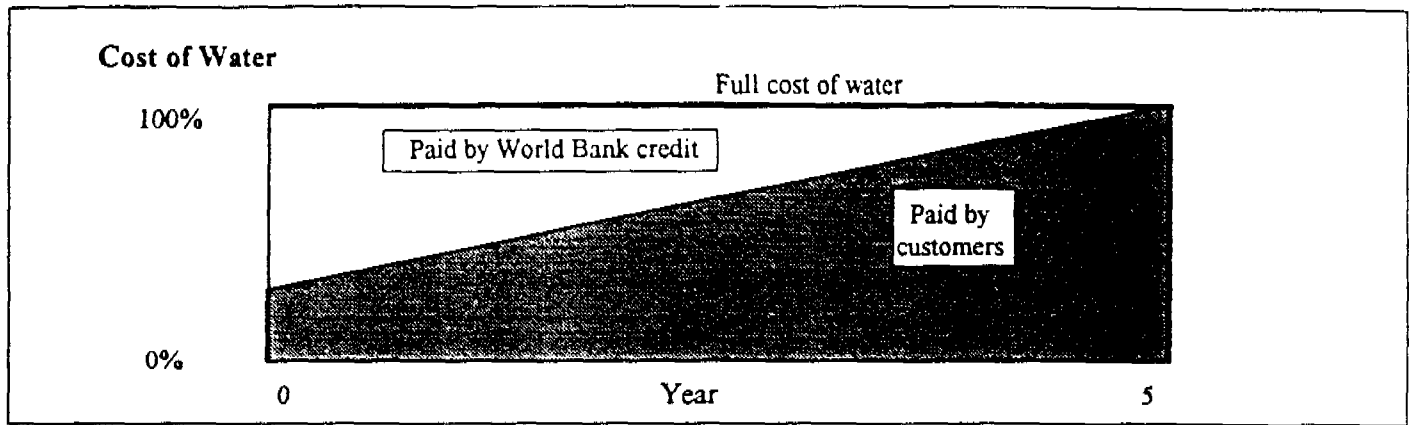 Cost of Water
Full cost of water
100%
Paid by World Bank credit
Paid by
customers
0%
0 Year 5